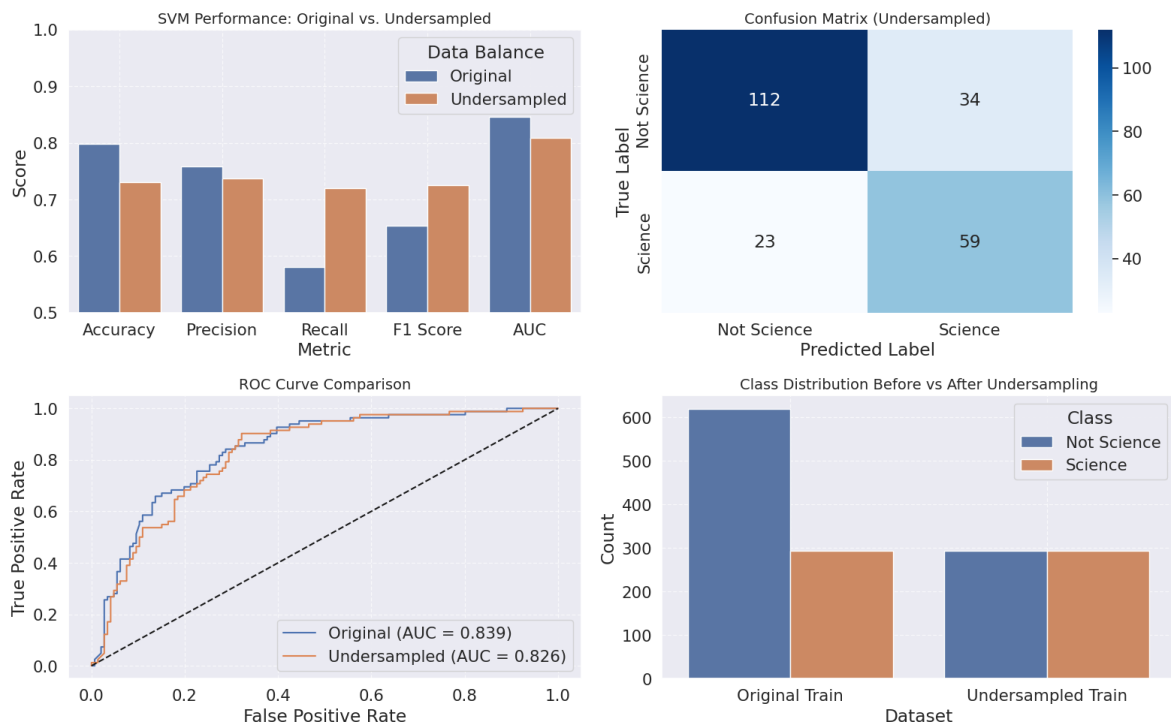 SVM Performance: Original vs. Undersampled
1.0
0.9
0.8
0.7
0.6
0.5
Score
Data Balance
Original
Undersampled
Accuracy Precision Recall F1 Score AUC
Metric
Confusion Matrix (Undersampled)
True Label
Not Science
Science
112 34
23 59
Not Science Science
Predicted Label
100
80
60
40
ROC Curve Comparison
True Positive Rate
1.0
0.8
0.6
0.4
0.2
0.0
Original (AUC = 0.839)
Undersampled (AUC = 0.826)
0.0 0.2 0.4 0.6 0.8 1.0
False Positive Rate
Class Distribution Before vs After Undersampling
Count
600
500
400
300
200
100
0
Class
Not Science
Science
Original Train Undersampled Train
Dataset